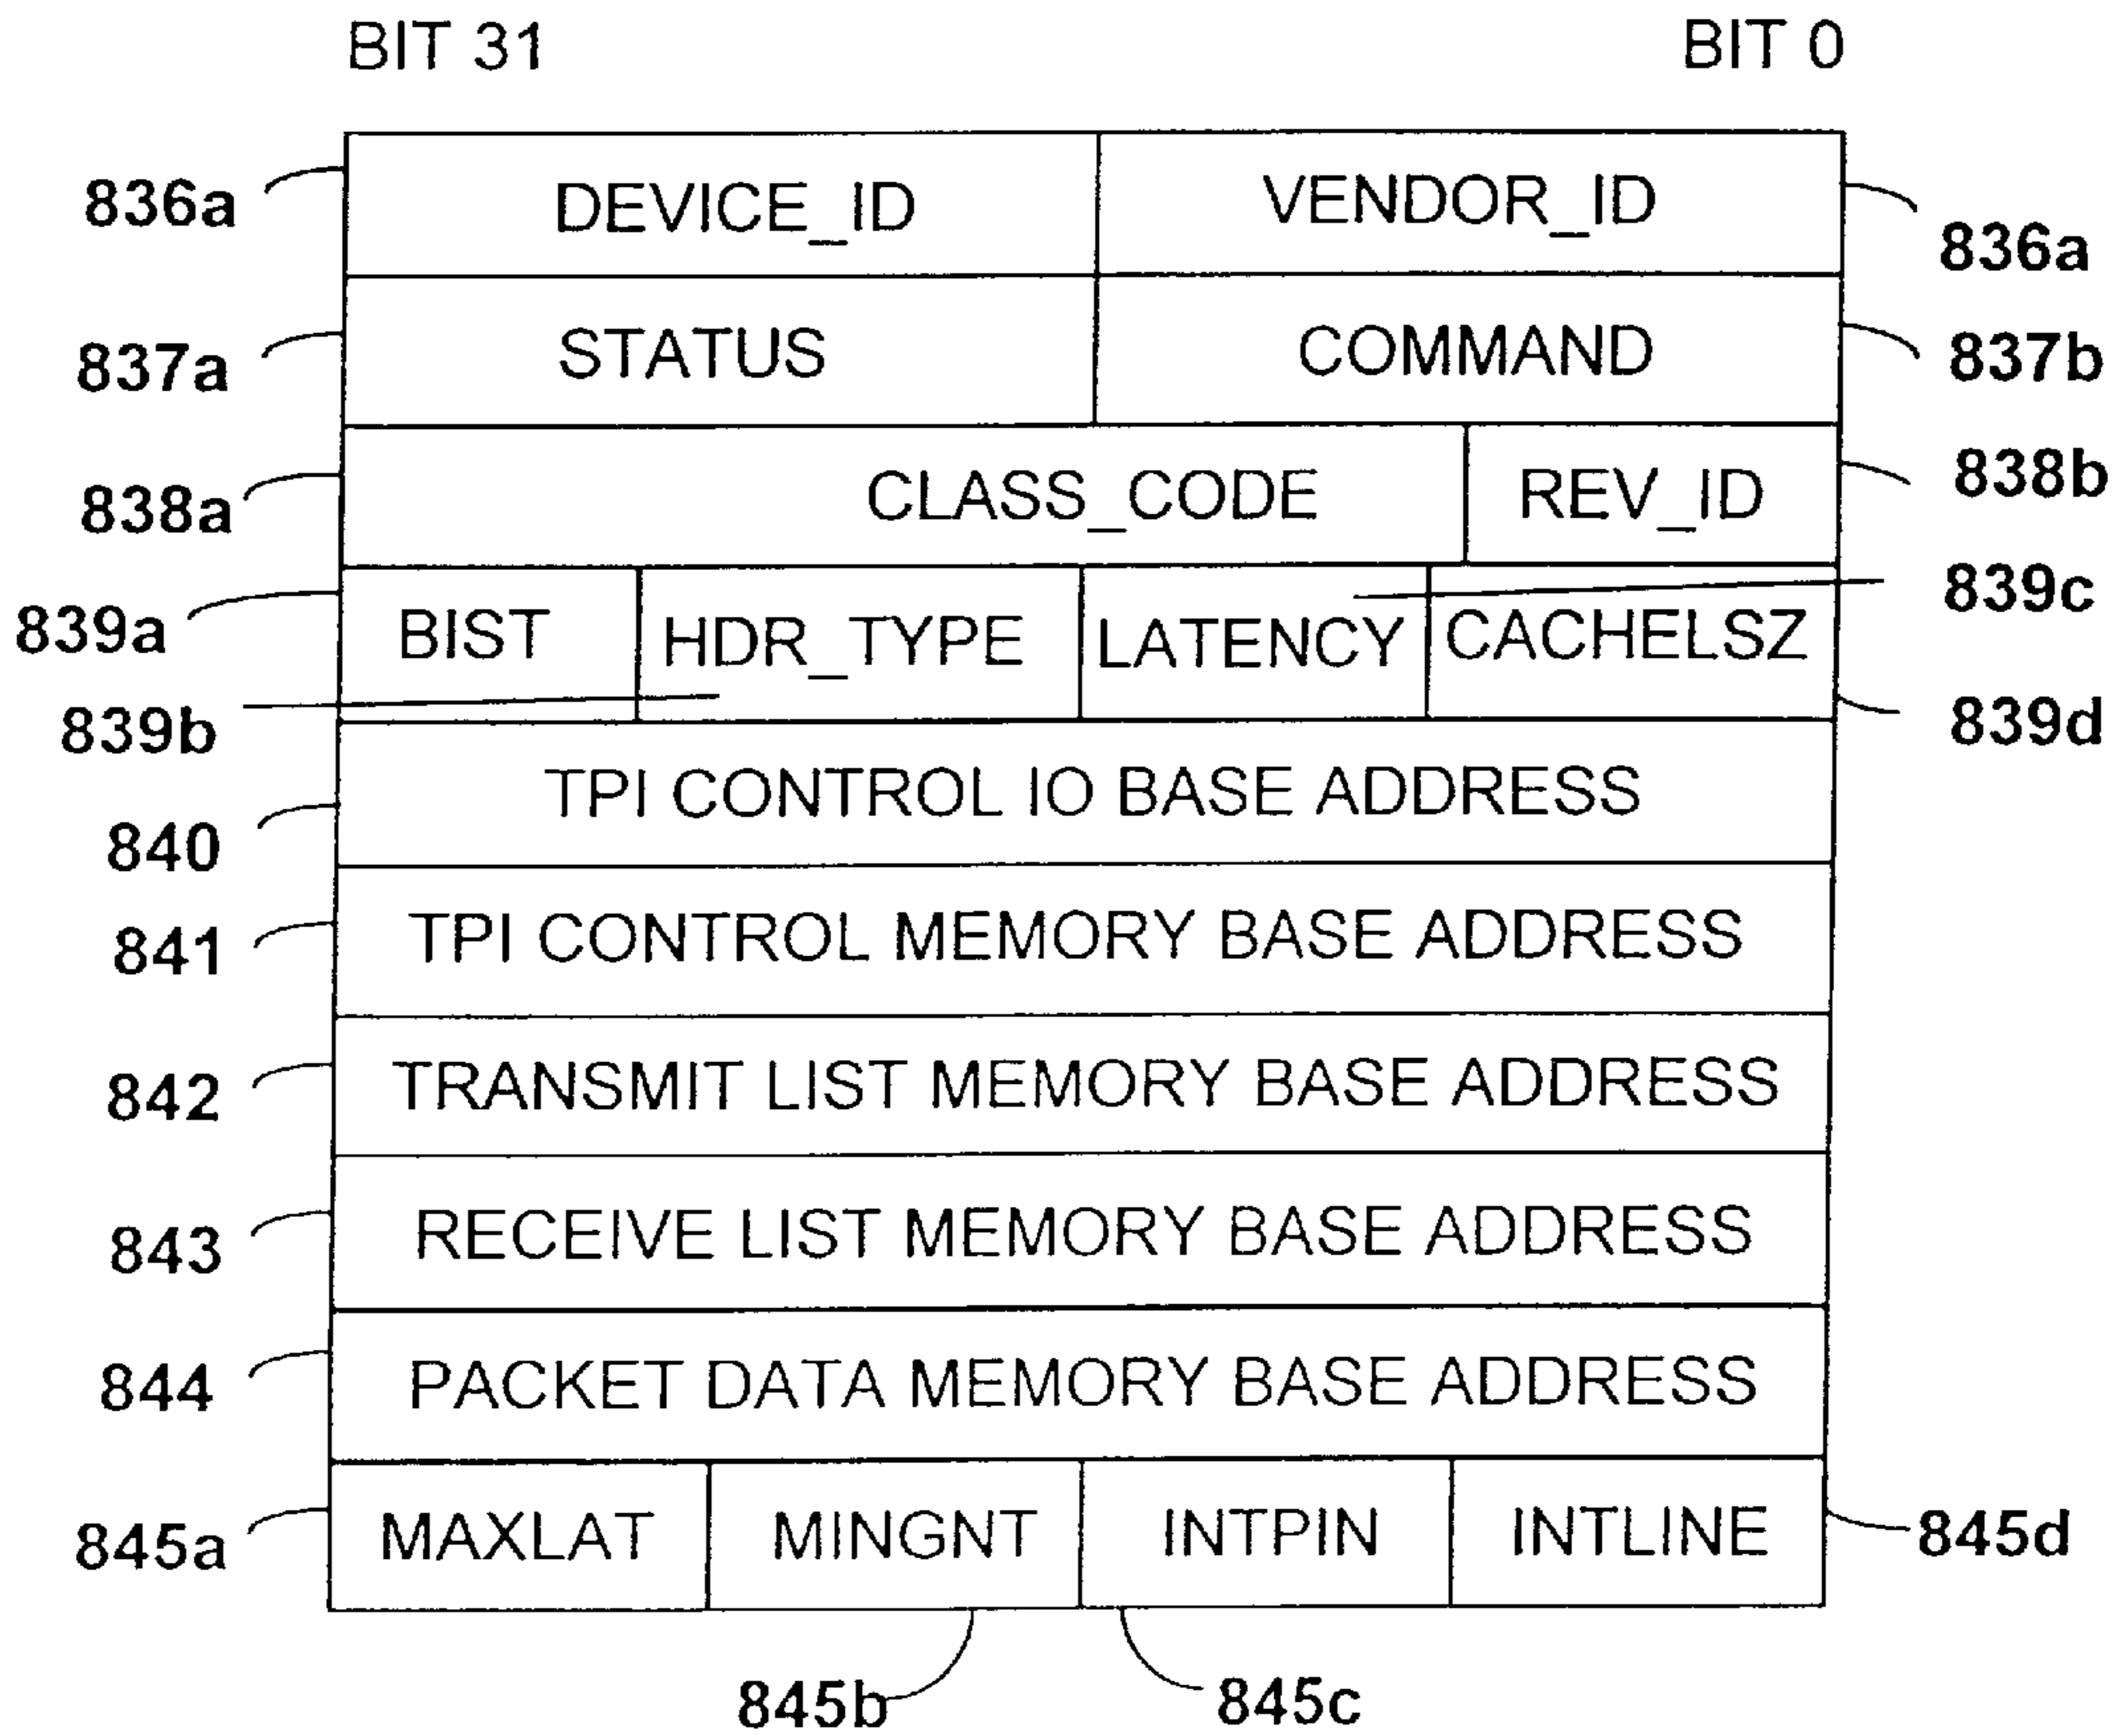 BIT 31 BIT 0
836a DEVICE_ID VENDOR_ID 836a
837a STATUS COMMAND 837b
838a CLASS_CODE REV_ID 838b
839a BIST HDR_TYPE LATENCY CACHELSZ 839c
839b 839d
840 TPI CONTROL IO BASE ADDRESS
841 TPI CONTROL MEMORY BASE ADDRESS
842 TRANSMIT LIST MEMORY BASE ADDRESS
843 RECEIVE LIST MEMORY BASE ADDRESS
844 PACKET DATA MEMORY BASE ADDRESS
845a MAXLAT MINGNT INTPIN INTLINE 845d
845b 845c